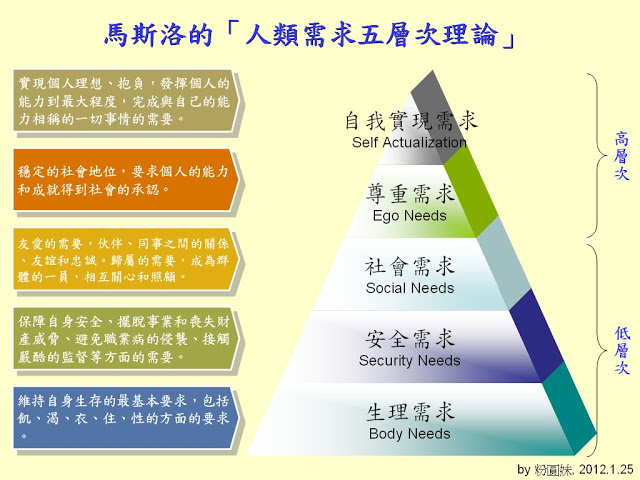 馬斯洛的「人類需求五層次理論」
實現個人理想、抱負，發揮個人的
能力到最大程度，完成與自己的能
力相稱的一切事情的需要。
自我實現需求
Self Actualization
穩定的社會地位，要求個人的能力
和成就得到社會的承認。
尊重需求
Ego Needs
高層次
友愛的需要，伙伴、同事之間的關係
、友誼和忠誠。歸屬的需要，成為群
體的一員，相互關心和照顧。
社會需求
Social Needs
保障自身安全、擺脫事業和喪失財
產威脅、避免職業病的侵襲、接觸
嚴酷的監督等方面的需要。
安全需求
Security Needs
低層次
維持自身生存的最基本要求，包括
飢、渴、衣、住、性的方面的要求
。
生理需求
Body Needs
by 粉圓妹, 2012.1.25